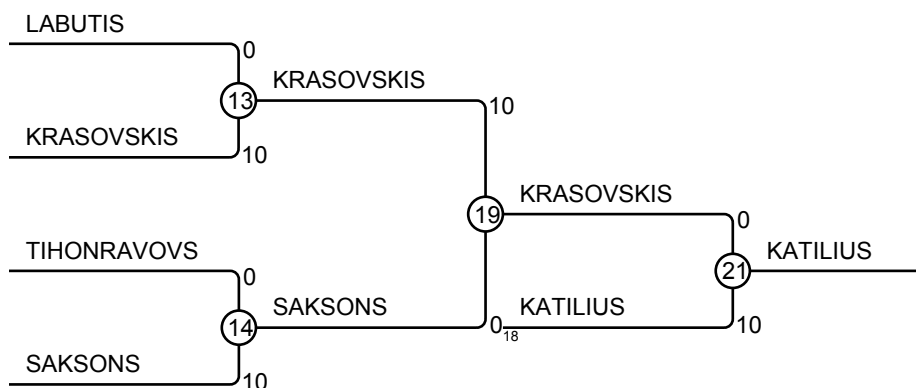 LABUTIS
0
13
KRASOVSKIS
10
KRASOVSKIS
10
19
KRASOVSKIS
0
21
KATILIUS
TIHONRAVOVS
0
14
SAKSONS
0
18
KATILIUS
10
SAKSONS
10